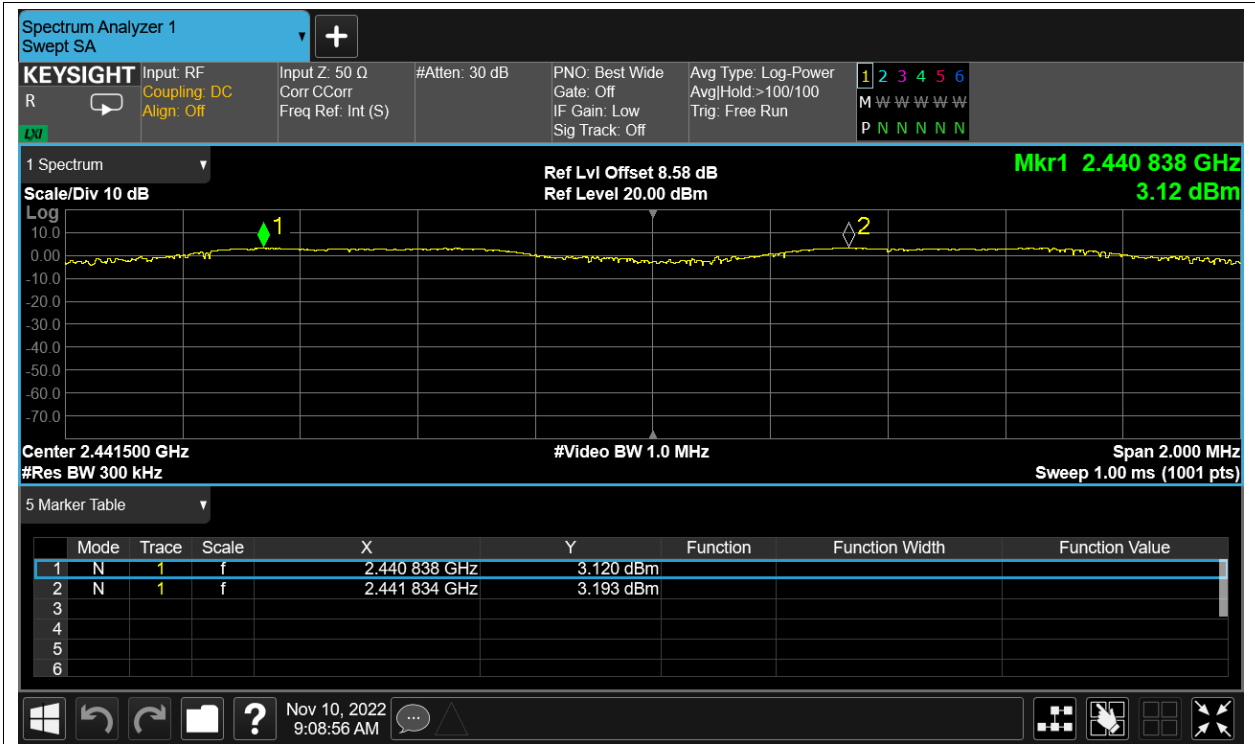 Spectrum Analyzer 1
Swept SA
KEYSIGHT
R
LXI
Input: RF
Coupling: DC
Align: Off
Input Z: 50 Ω
Corr CCorr
Freq Ref: Int (S)
#Atten: 30 dB
PNO: Best Wide
Gate: Off
IF Gain: Low
Sig Track: Off
Avg Type: Log-Power
Avg|Hold:>100/100
Trig: Free Run
1 2 3 4 5 6
M W W W W W
P N N N N N
1 Spectrum
Scale/Div 10 dB
Ref Lvl Offset 8.58 dB
Ref Level 20.00 dBm
Mkr1 2.440 838 GHz
3.12 dBm
Log
10.0
0.00
-10.0
-20.0
-30.0
-40.0
-50.0
-60.0
-70.0
1
2
Center 2.441500 GHz
#Res BW 300 kHz
#Video BW 1.0 MHz
Span 2.000 MHz
Sweep 1.00 ms (1001 pts)
5 Marker Table
Mode Trace Scale X Y Function Function Width Function Value
1 N 1 f 2.440 838 GHz 3.120 dBm
2 N 1 f 2.441 834 GHz 3.193 dBm
3
4
5
6
?
Nov 10, 2022
9:08:56 AM